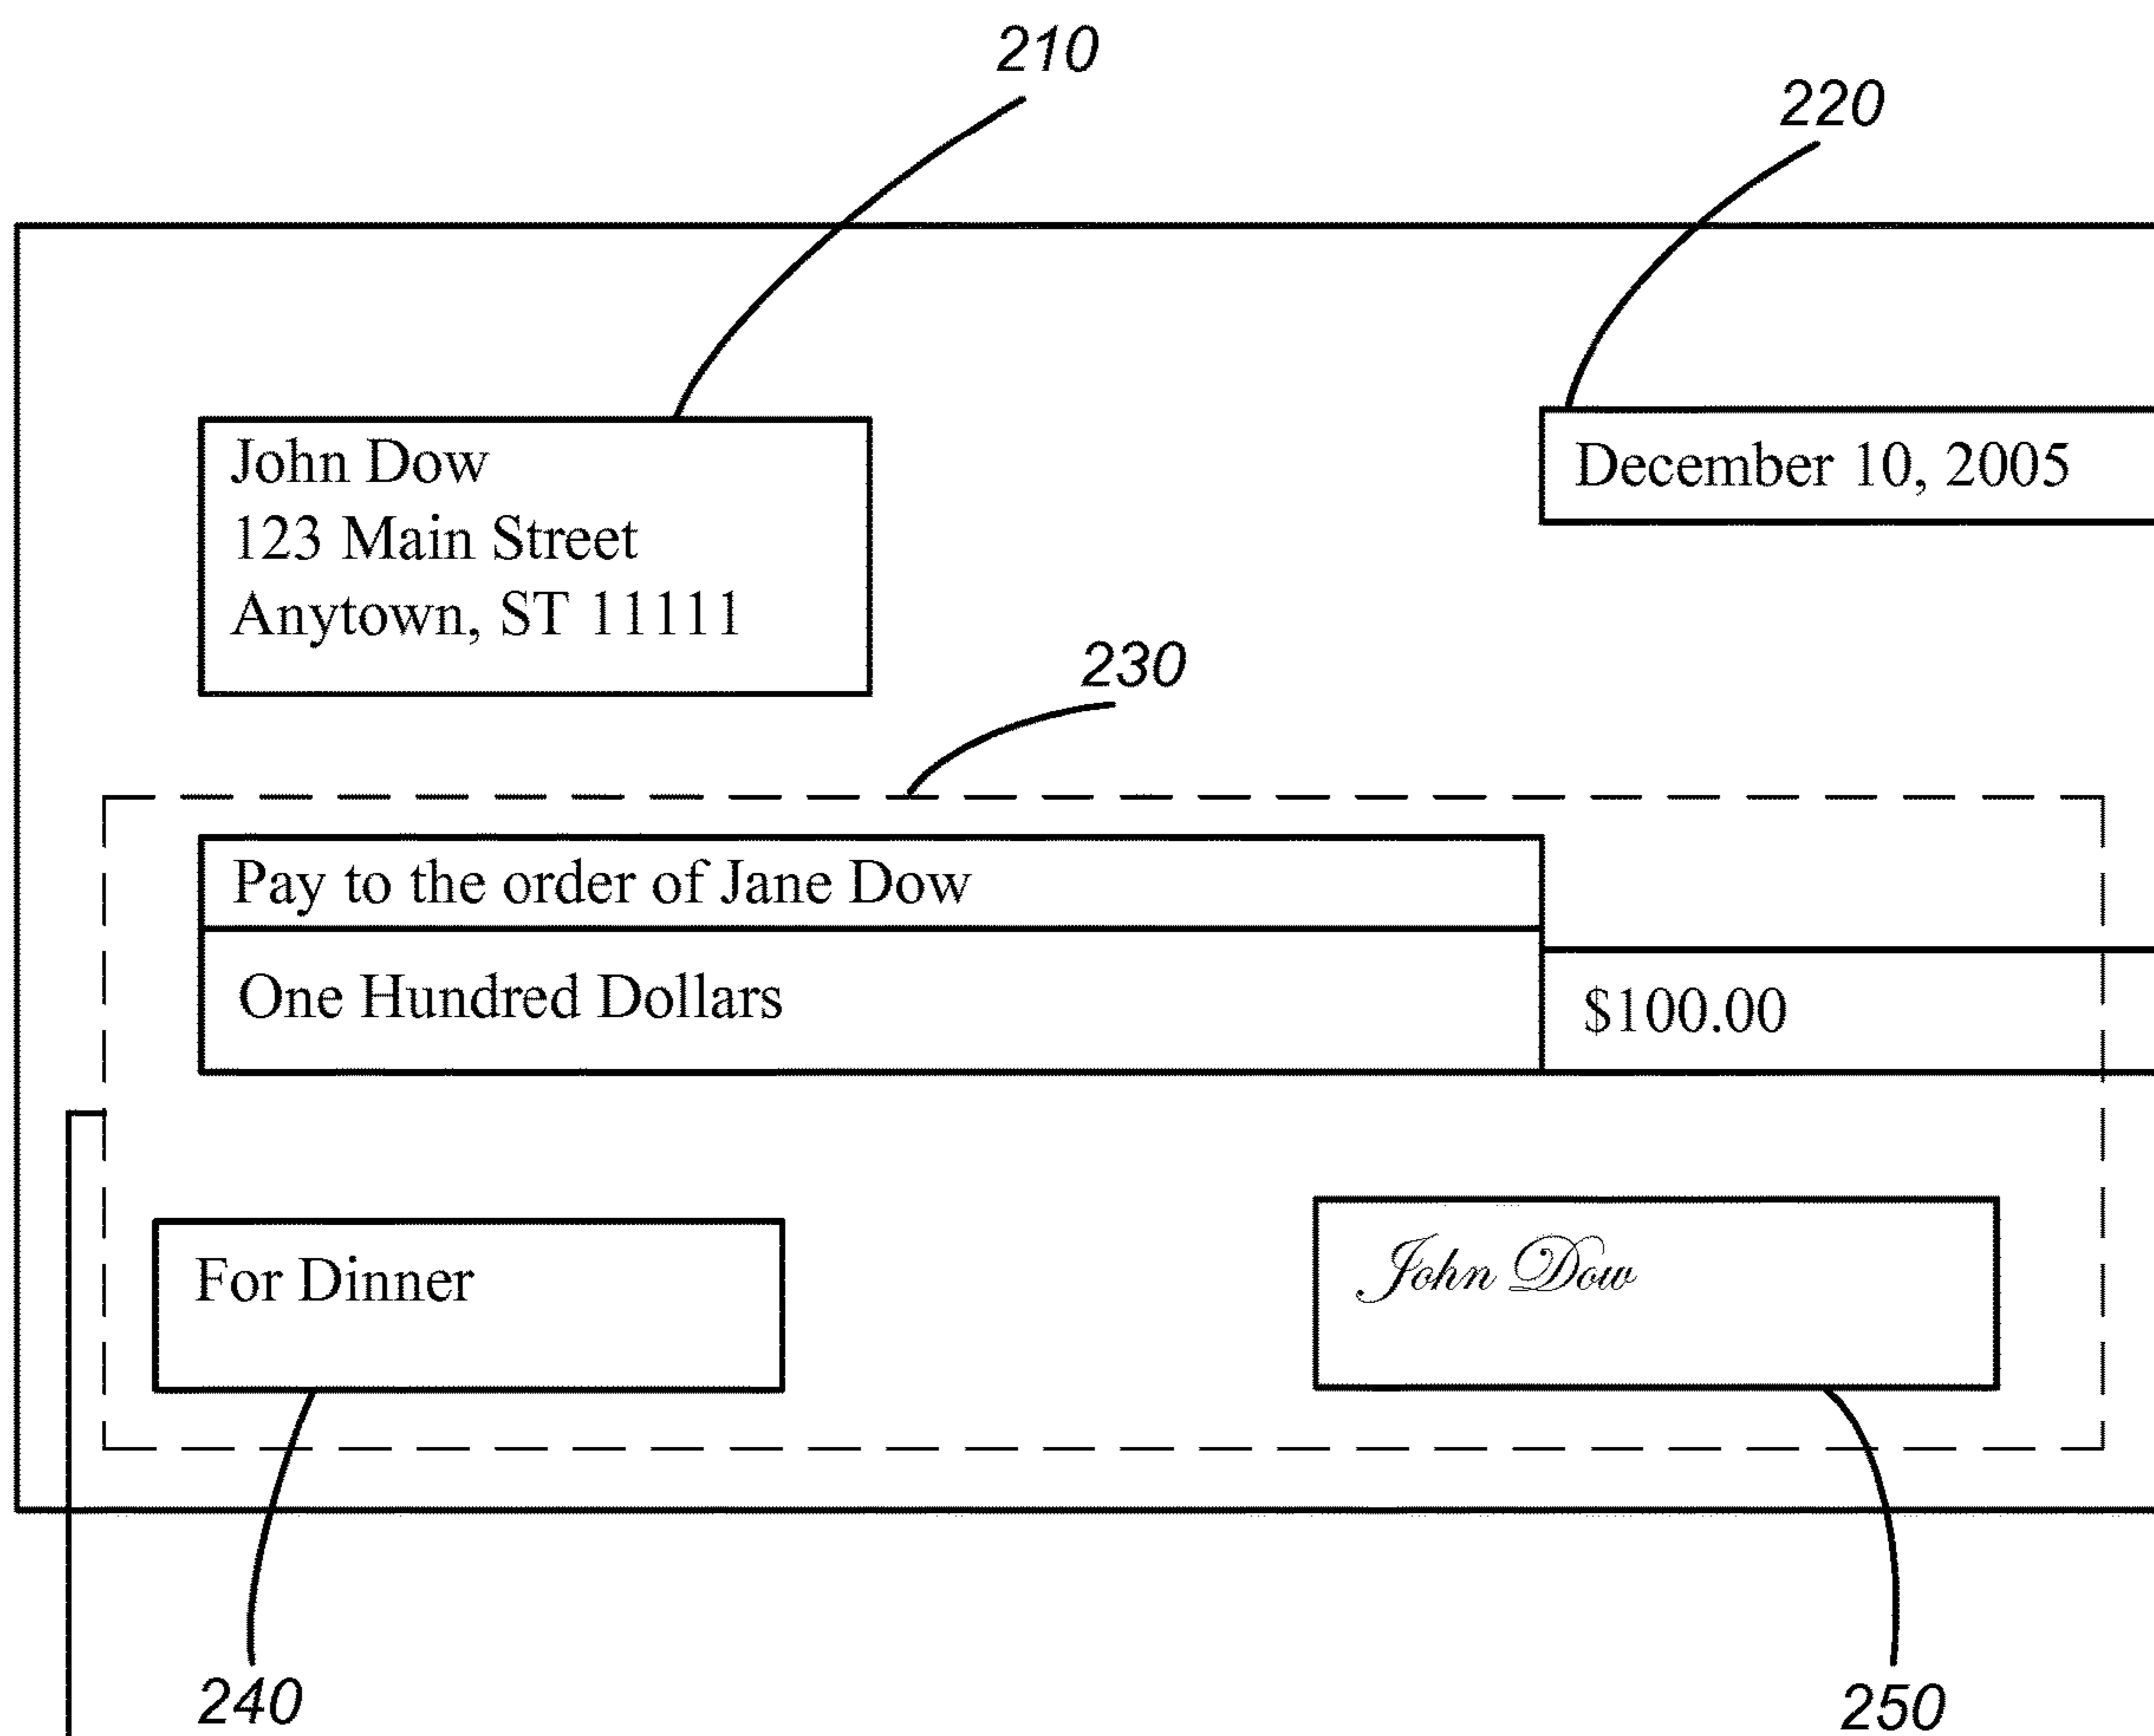 210
220
John Dow
123 Main Street
Anytown, ST 11111
December 10, 2005
230
Pay to the order of Jane Dow
One Hundred Dollars
$100.00
For Dinner
John Dow
240
250